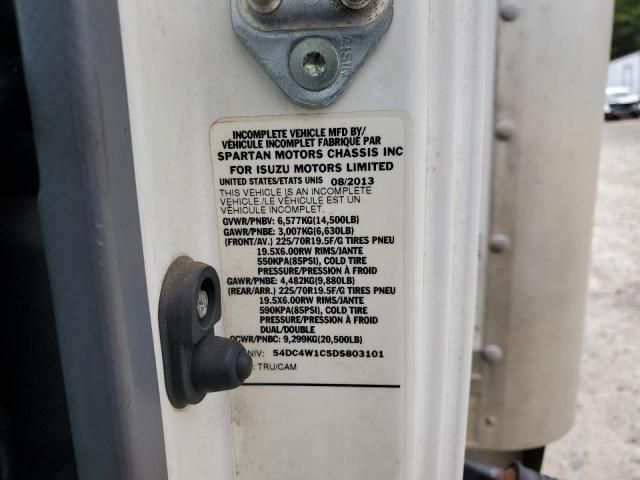 AISIN
INCOMPLETE VEHICLE MFD BY/
VÉHICULE INCOMPLET FABRIQUÉ PAR
SPARTAN MOTORS CHASSIS INC
FOR ISUZU MOTORS LIMITED
UNITED STATES/ETATS UNIS 08/2013
THIS VEHICLE IS AN INCOMPLETE
VEHICLE./LE VÉHICULE EST UN
VÉHICULE INCOMPLET.
GVWR/PNBV: 6,577KG(14,500LB)
GAWR/PNBE: 3,007KG(6,630LB)
(FRONT/AV.) 225/70R19.5F/G TIRES PNEU
19.5X6.00RW RIMS/JANTE
550KPA(85PSI), COLD TIRE
PRESSURE/PRESSION À FROID
GAWR/PNBE: 4,482KG(9,880LB)
(REAR/ARR.) 225/70R19.5F/G TIRES PNEU
19.5X6.00RW RIMS/JANTE
590KPA(85PSI), COLD TIRE
PRESSURE/PRESSION À FROID
DUAL/DOUBLE
GCWR/PNBC: 9,299KG(20,500LB)
NIV: 54DC4W1C5DS803101
: TRU/CAM